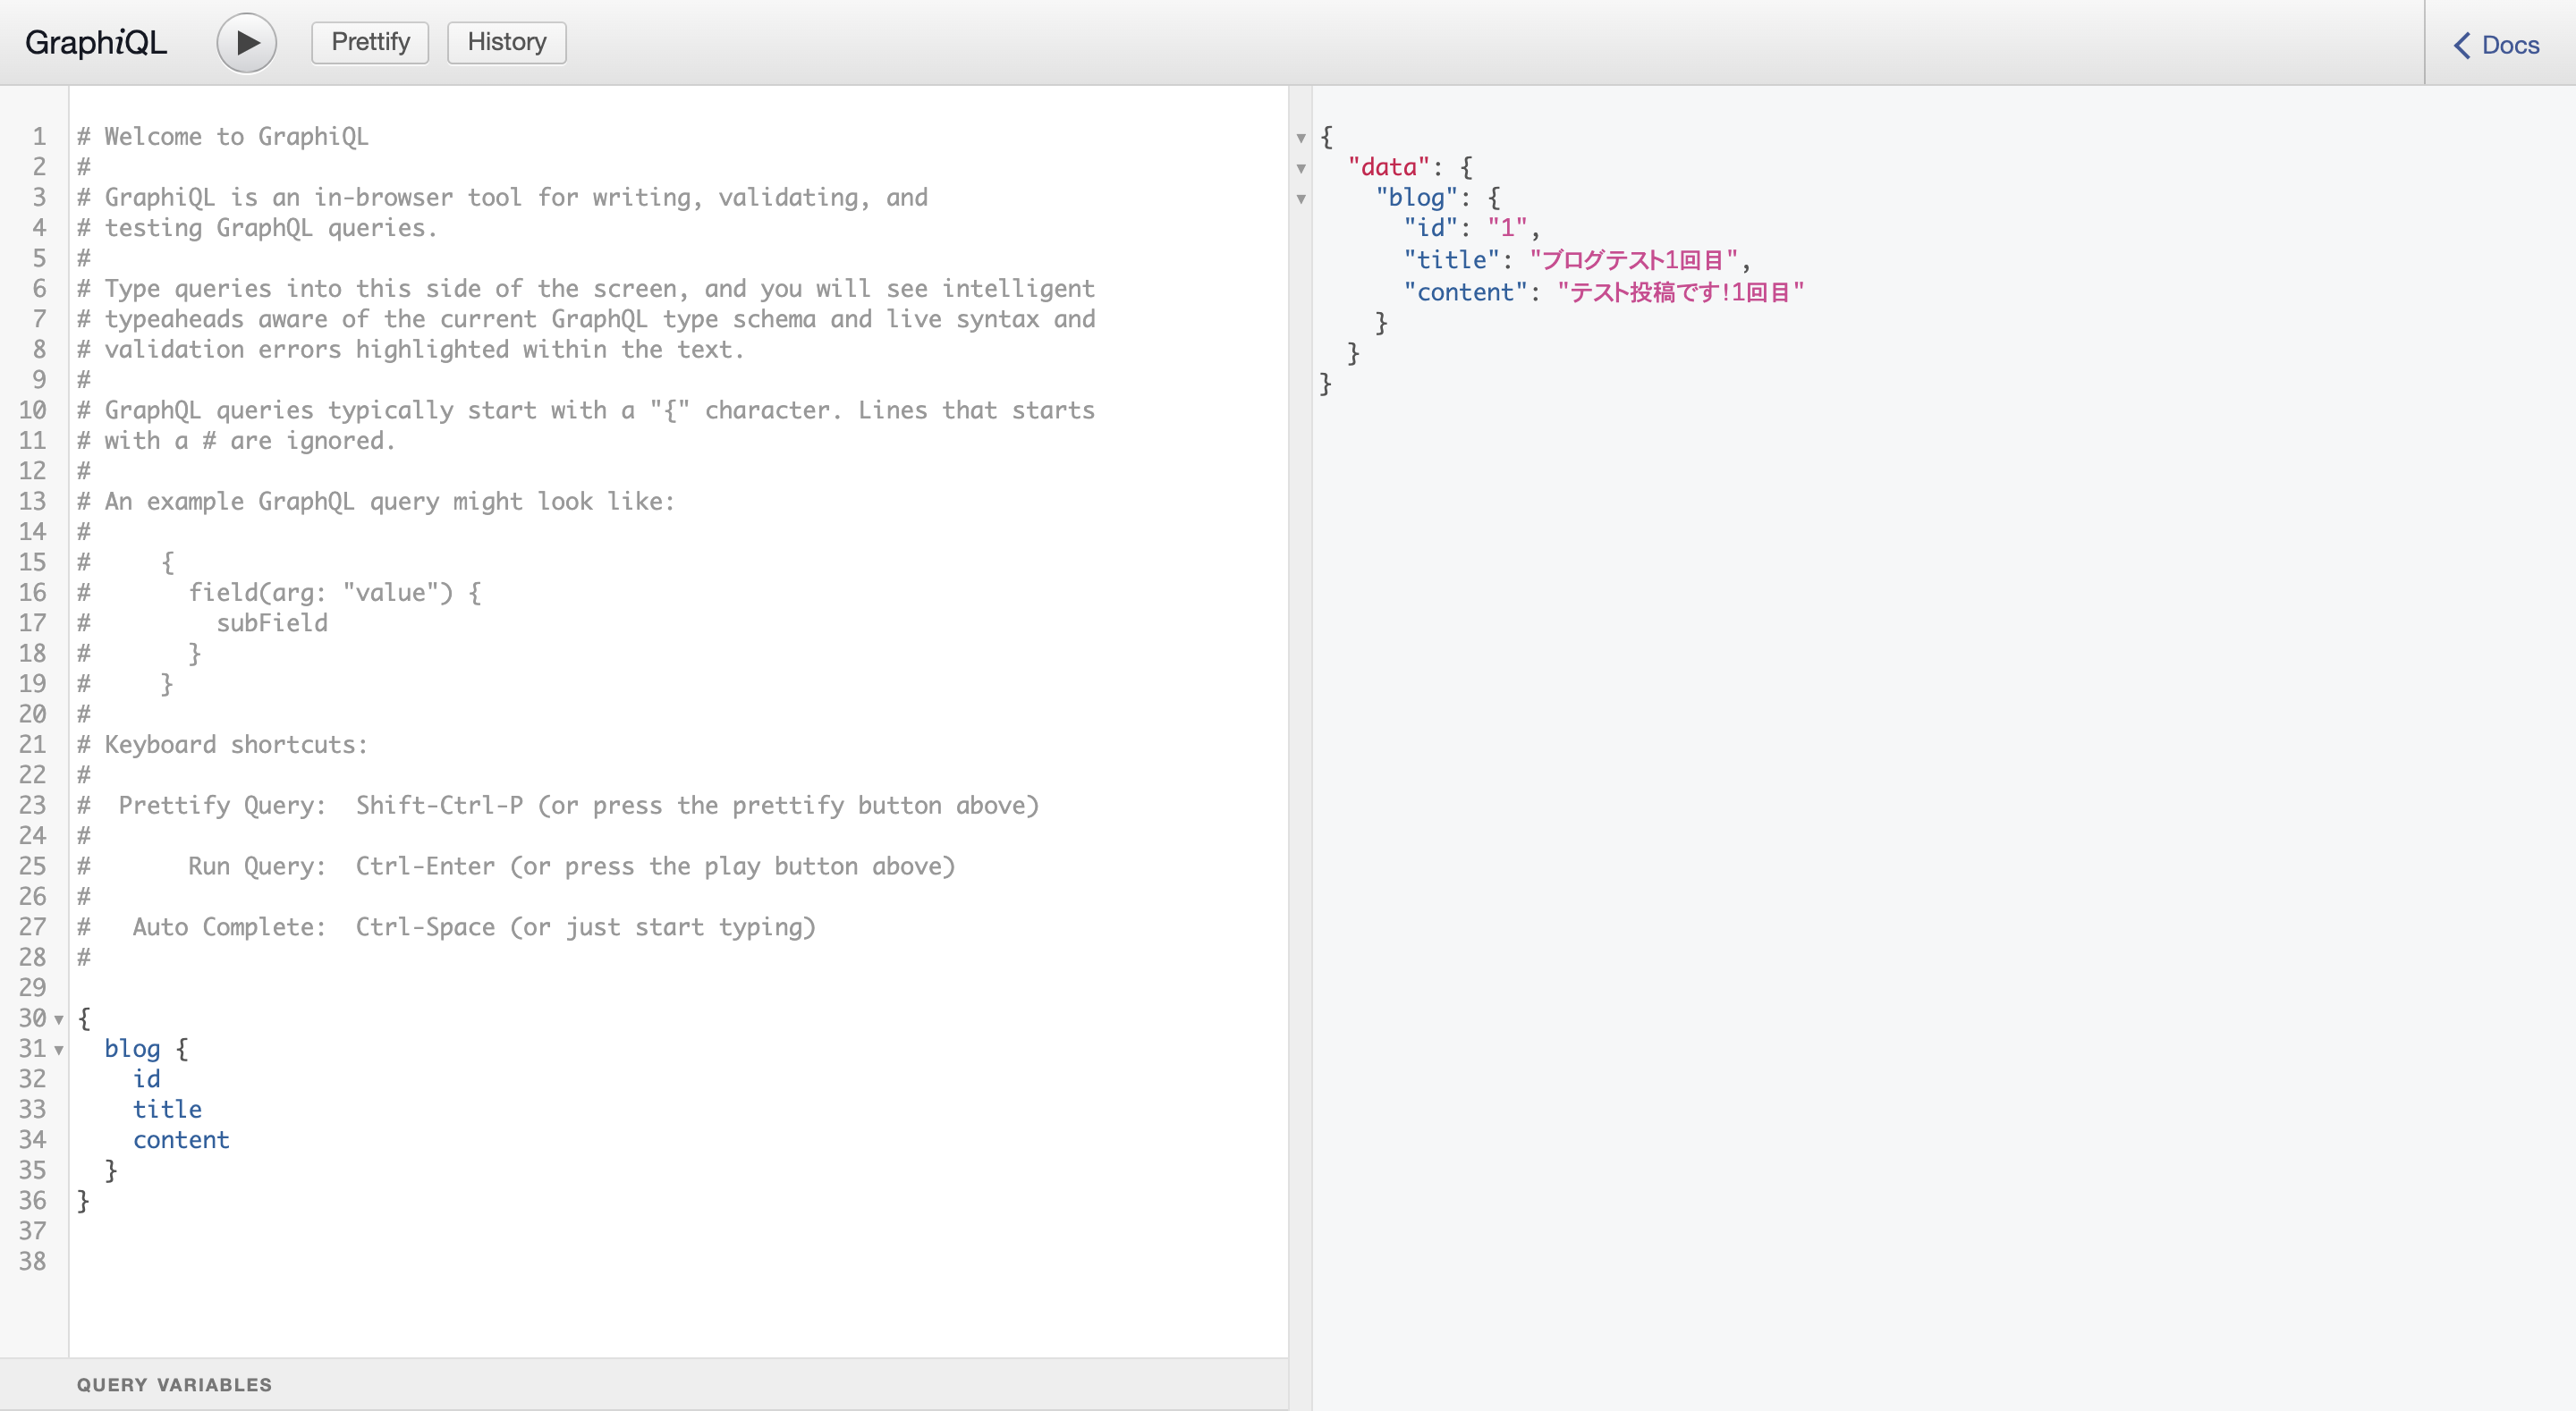 GraphiQL
Prettify
History
Docs
1 # Welcome to GraphiQL
2 #
3 # GraphiQL is an in-browser tool for writing, validating, and
4 # testing GraphQL queries.
5 #
6 # Type queries into this side of the screen, and you will see intelligent
7 # typeaheads aware of the current GraphQL type schema and live syntax and
8 # validation errors highlighted within the text.
9 #
10 # GraphQL queries typically start with a "{" character. Lines that starts
11 # with a # are ignored.
12 #
13 # An example GraphQL query might look like:
14 #
15 #     {
16 #       field(arg: "value") {
17 #         subField
18 #       }
19 #     }
20 #
21 # Keyboard shortcuts:
22 #
23 #  Prettify Query:  Shift-Ctrl-P (or press the prettify button above)
24 #
25 #       Run Query:  Ctrl-Enter (or press the play button above)
26 #
27 #   Auto Complete:  Ctrl-Space (or just start typing)
28 #
29
30 {
31   blog {
32     id
33     title
34     content
35   }
36 }
37
38
QUERY VARIABLES
{
  "data": {
    "blog": {
      "id": "1",
      "title": "ブログテスト1回目",
      "content": "テスト投稿です!1回目"
    }
  }
}